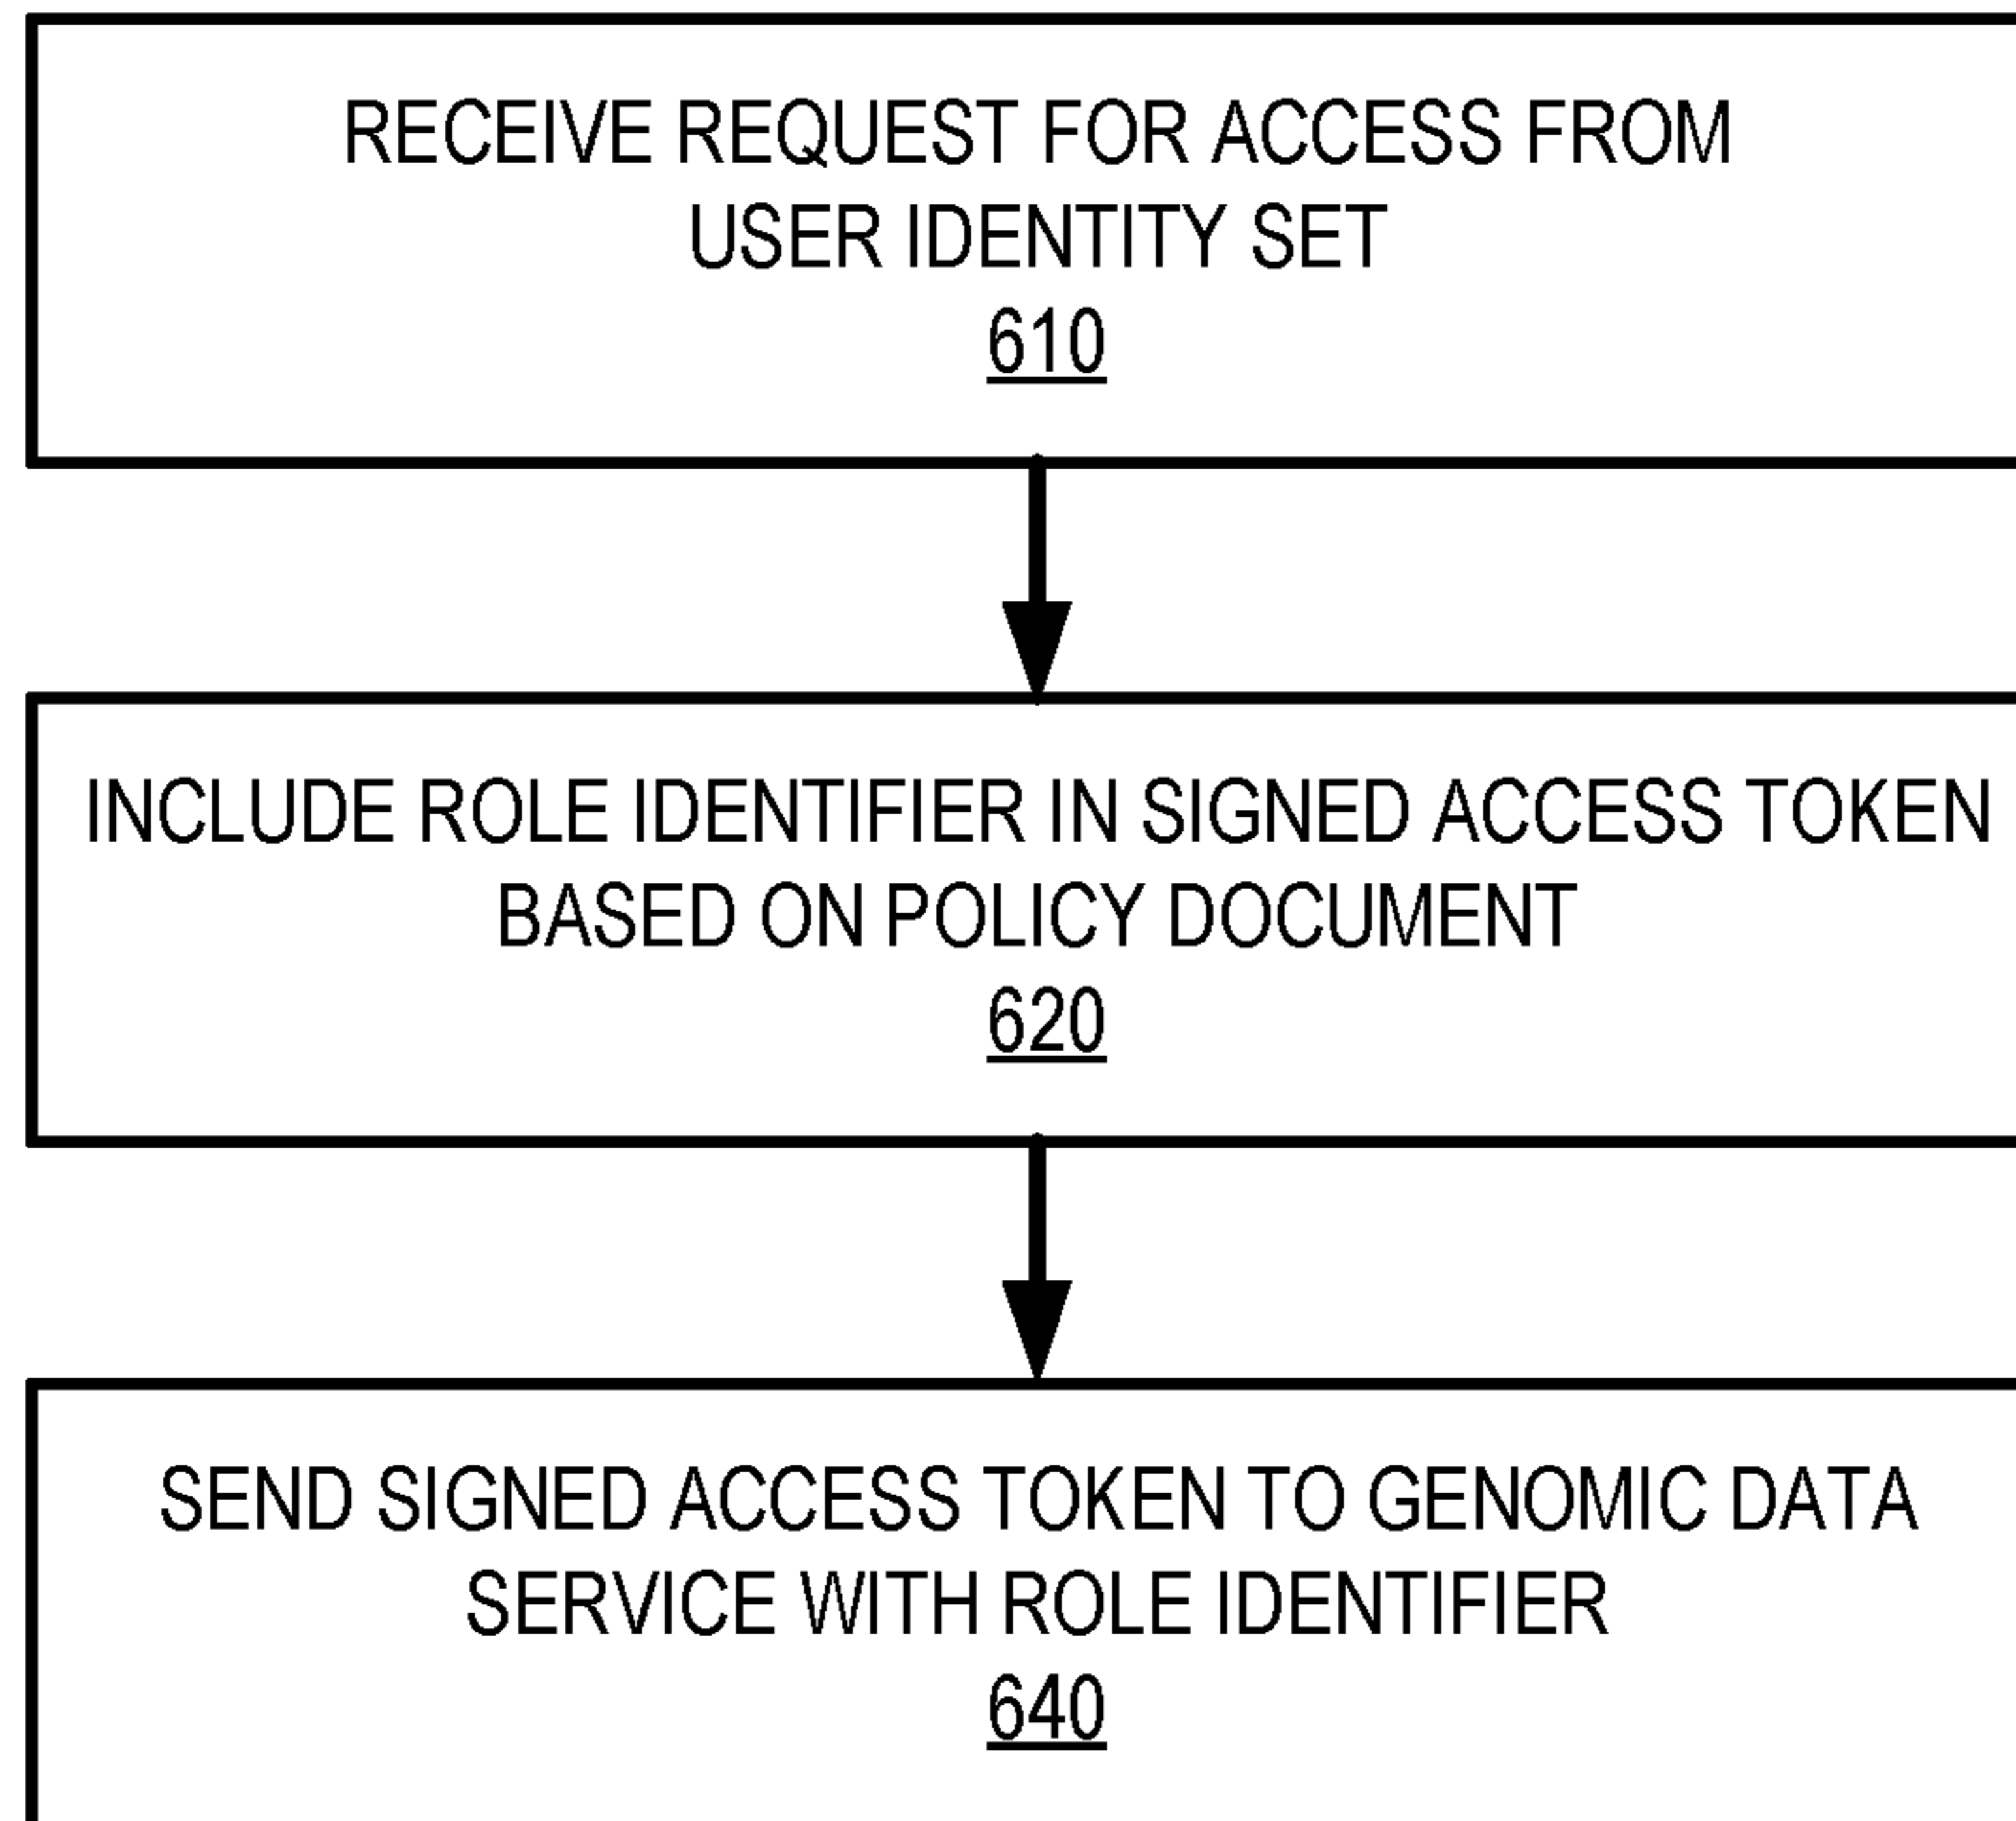 RECEIVE REQUEST FOR ACCESS FROM
USER IDENTITY SET
610
INCLUDE ROLE IDENTIFIER IN SIGNED ACCESS TOKEN
BASED ON POLICY DOCUMENT
620
SEND SIGNED ACCESS TOKEN TO GENOMIC DATA
SERVICE WITH ROLE IDENTIFIER
640